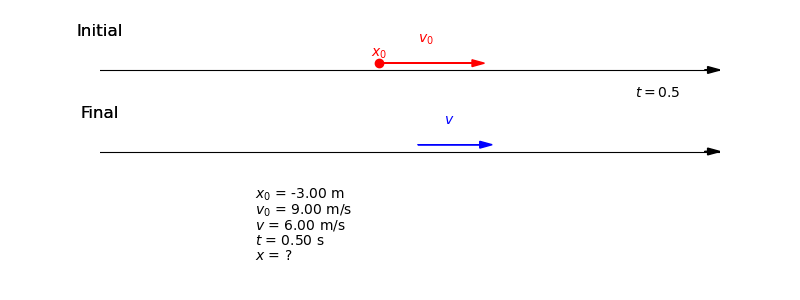 Initial
v₀
x₀
t = 0.5
Final
v
x₀ = -3.00 m
v₀ = 9.00 m/s
v = 6.00 m/s
t = 0.50 s
x = ?